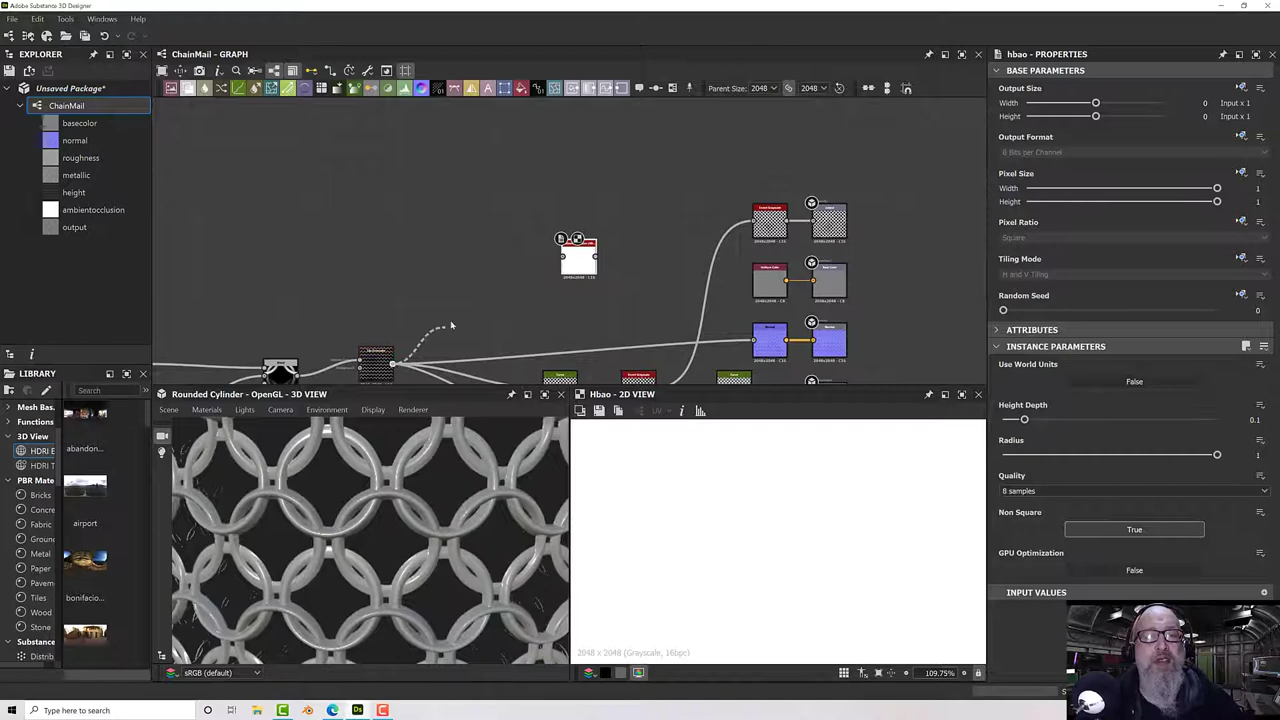 Adobe Substance 3D Designer
File Edit Tools Windows Help
EXPLORER
Unsaved Package*
ChainMail
basecolor
normal
roughness
metallic
height
ambientocclusion
output
LIBRARY
Search
Mesh Bas..
Functions
3D View
HDRI E
HDRI T
PBR Mate
Bricks
Concre
Fabric
Groun
Metal
Paper
Pavem
Tiles
Wood
Stone
Substanc
Distrib
abandon...
airport
bonifacio...
ChainMail - GRAPH
Parent Size: 2048 2048
Rounded Cylinder - OpenGL - 3D VIEW
Scene Materials Lights Camera Environment Display Renderer
sRGB (default)
Hbao - 2D VIEW
UV
2048 x 2048 (Grayscale, 16bpc)
109.75%
hbao - PROPERTIES
BASE PARAMETERS
Output Size
Width 0 Input x 1
Height 0 Input x 1
Output Format
8 Bits per Channel
Pixel Size
Width 1
Height 1
Pixel Ratio
Square
Tiling Mode
H and V Tiling
Random Seed
0
ATTRIBUTES
INSTANCE PARAMETERS
Use World Units
False
Height Depth
0.1
Radius
1
Quality
8 samples
Non Square
True
GPU Optimization
False
INPUT VALUES
Type here to search